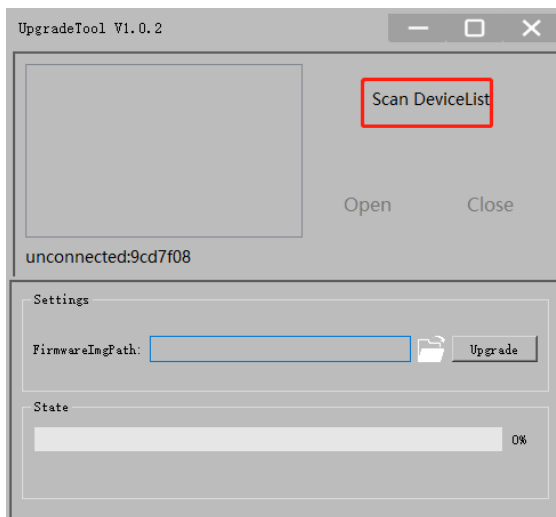 UpgradeTool V1.0.2
Scan DeviceList
Open Close
unconnected:9cd7f08
Settings
FirmwareImgPath: Upgrade
State
0%